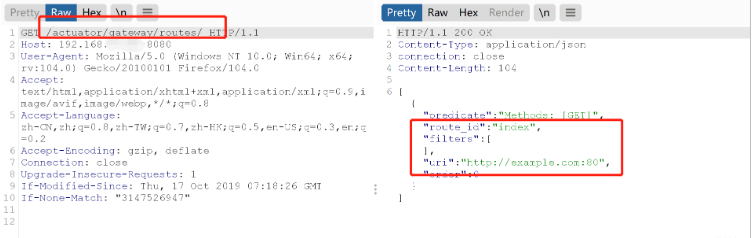 Pretty Raw Hex \n
1 GET /actuator/gateway/routes/ HTTP/1.1
2 Host: 192.168. 8080
3 User-Agent: Mozilla/5.0 (Windows NT 10.0; Win64; x64;
rv:104.0) Gecko/20100101 Firefox/104.0
4 Accept:
text/html,application/xhtml+xml,application/xml;q=0.9,i
mage/avif,image/webp,*/*;q=0.8
5 Accept-Language:
zh-CN,zh;q=0.8,zh-TW;q=0.7,zh-HK;q=0.5,en-US;q=0.3,en;q
=0.2
6 Accept-Encoding: gzip, deflate
7 Connection: close
8 Upgrade-Insecure-Requests: 1
9 If-Modified-Since: Thu, 17 Oct 2019 07:18:26 GMT
10 If-None-Match: "3147526947"
11
12
Pretty Raw Hex Render \n
1 HTTP/1.1 200 OK
2 Content-Type: application/json
3 connection: close
4 Content-Length: 104
5
6 [
{
"predicate":"Methods: [GET]",
"route_id":"index",
"filters":[
],
"uri":"http://example.com:80",
"order":0
}
]